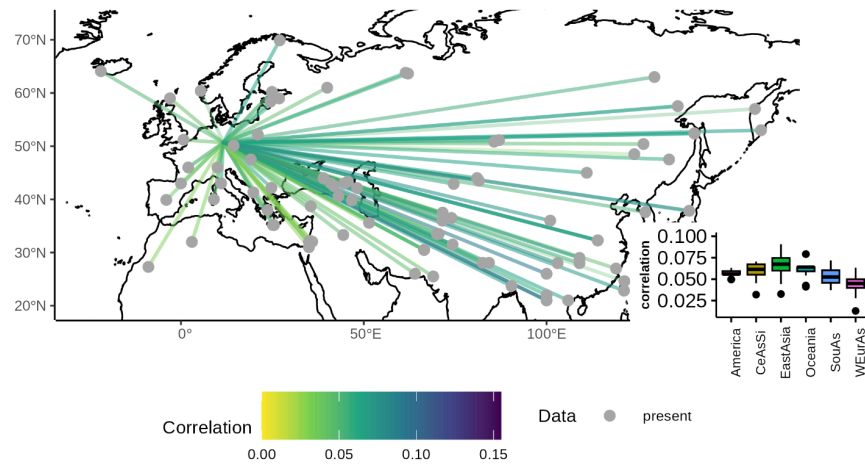 70°N
60°N
50°N
40°N
30°N
20°N
0°
50°E
100°E
correlation
0.100
0.075
0.050
0.025
America
CeAsSi
EastAsia
Oceania
SouAs
WEurAs
Correlation
0.00
0.05
0.10
0.15
Data
present